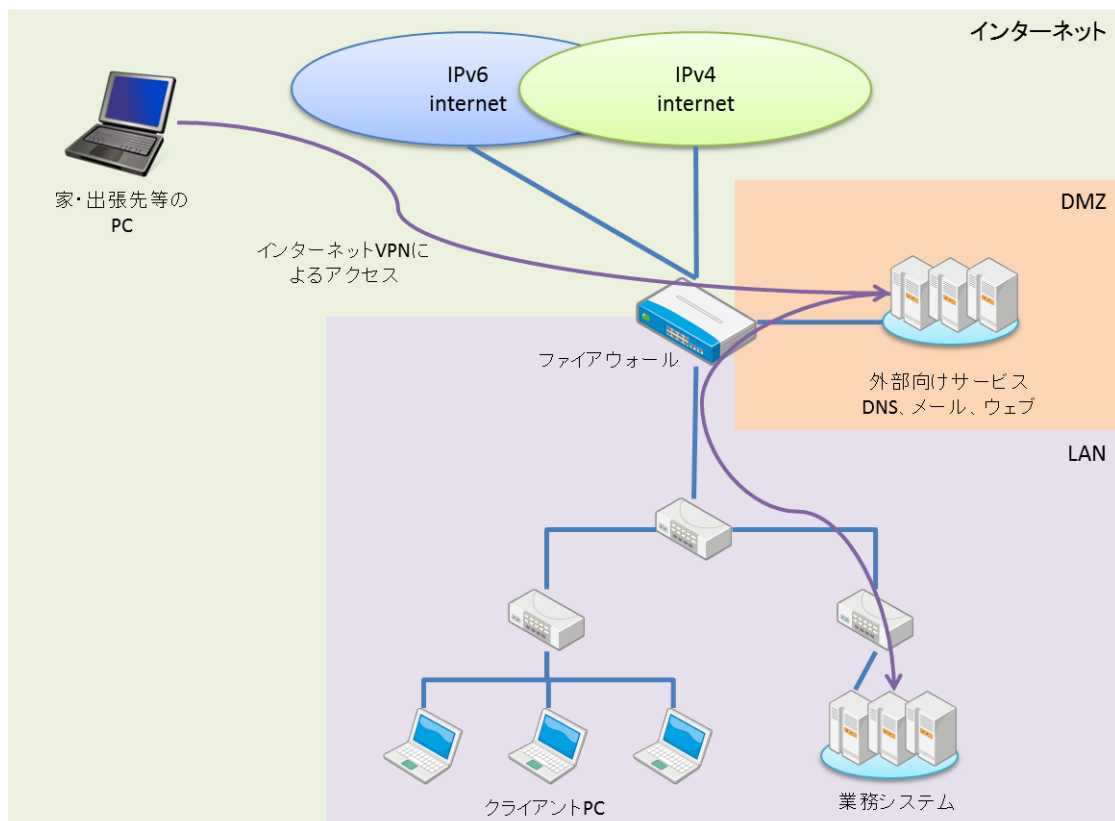 インターネット
IPv6
internet
IPv4
internet
家・出張先等の
PC
DMZ
インターネットVPNに
よるアクセス
ファイアウォール
外部向けサービス
DNS、メール、ウェブ
LAN
クライアントPC
業務システム